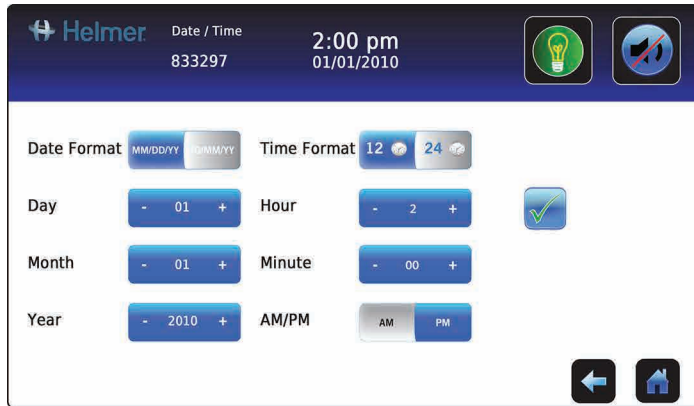 Helmer
Date / Time
833297
2:00 pm
01/01/2010
Date Format MM/DD/YY DD/MM/YY Time Format 12 24
Day - 01 + Hour - 2 +
Month - 01 + Minute - 00 +
Year - 2010 + AM/PM AM PM